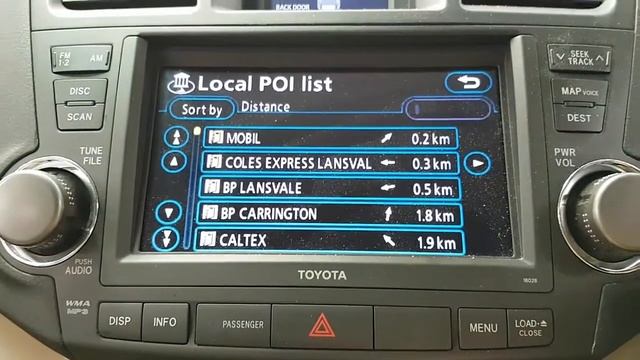 BACK DOOR
FM 1·2 AM
DISC
SCAN
TUNE
FILE
PUSH
AUDIO
WMA
MP3
Local POI list
Sort by Distance
MOBIL 0.2 km
COLES EXPRESS LANSVAL 0.3 km
BP LANSVALE 0.5 km
BP CARRINGTON 1.8 km
CALTEX 1.9 km
TOYOTA
SEEK
TRACK
MAP VOICE
DEST
PWR
VOL
DISP
INFO
PASSENGER
MENU
LOAD·
CLOSE